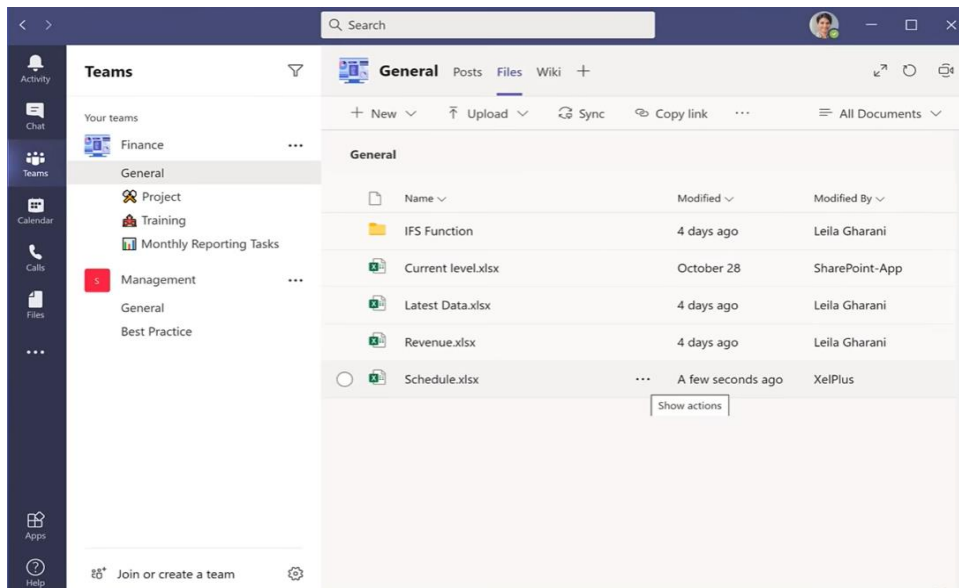 Search
Activity
Chat
Teams
Calendar
Calls
Files
Apps
Help
Teams
Your teams
Finance
General
Project
Training
Monthly Reporting Tasks
S
Management
General
Best Practice
Join or create a team
General Posts Files Wiki +
+ New Upload Sync Copy link ... All Documents
General
Name Modified Modified By
IFS Function 4 days ago Leila Gharani
Current level.xlsx October 28 SharePoint-App
Latest Data.xlsx 4 days ago Leila Gharani
Revenue.xlsx 4 days ago Leila Gharani
Schedule.xlsx ... A few seconds ago XelPlus
Show actions